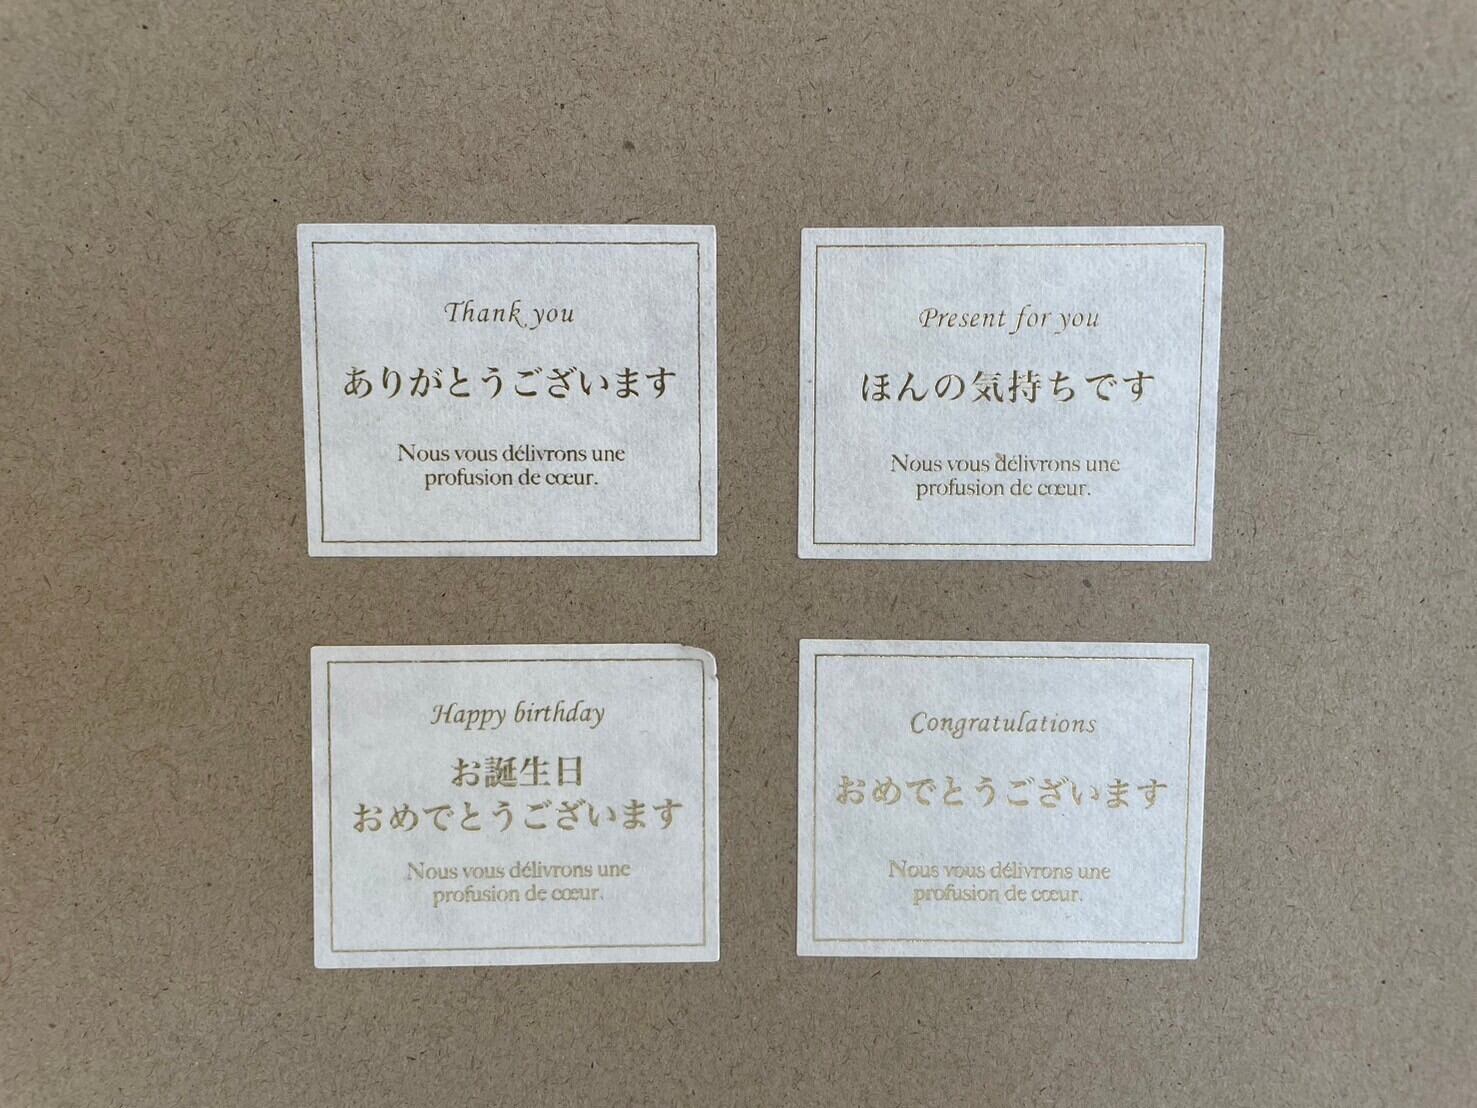 Thank you
ありがとうございます
Nous vous délivrons une
profusion de cœur.
Present for you
ほんの気持ちです
Nous vous délivrons une
profusion de cœur.
Happy birthday
お誕生日
おめでとうございます
Nous vous délivrons une
profusion de cœur.
Congratulations
おめでとうございます
Nous vous délivrons une
profusion de cœur.